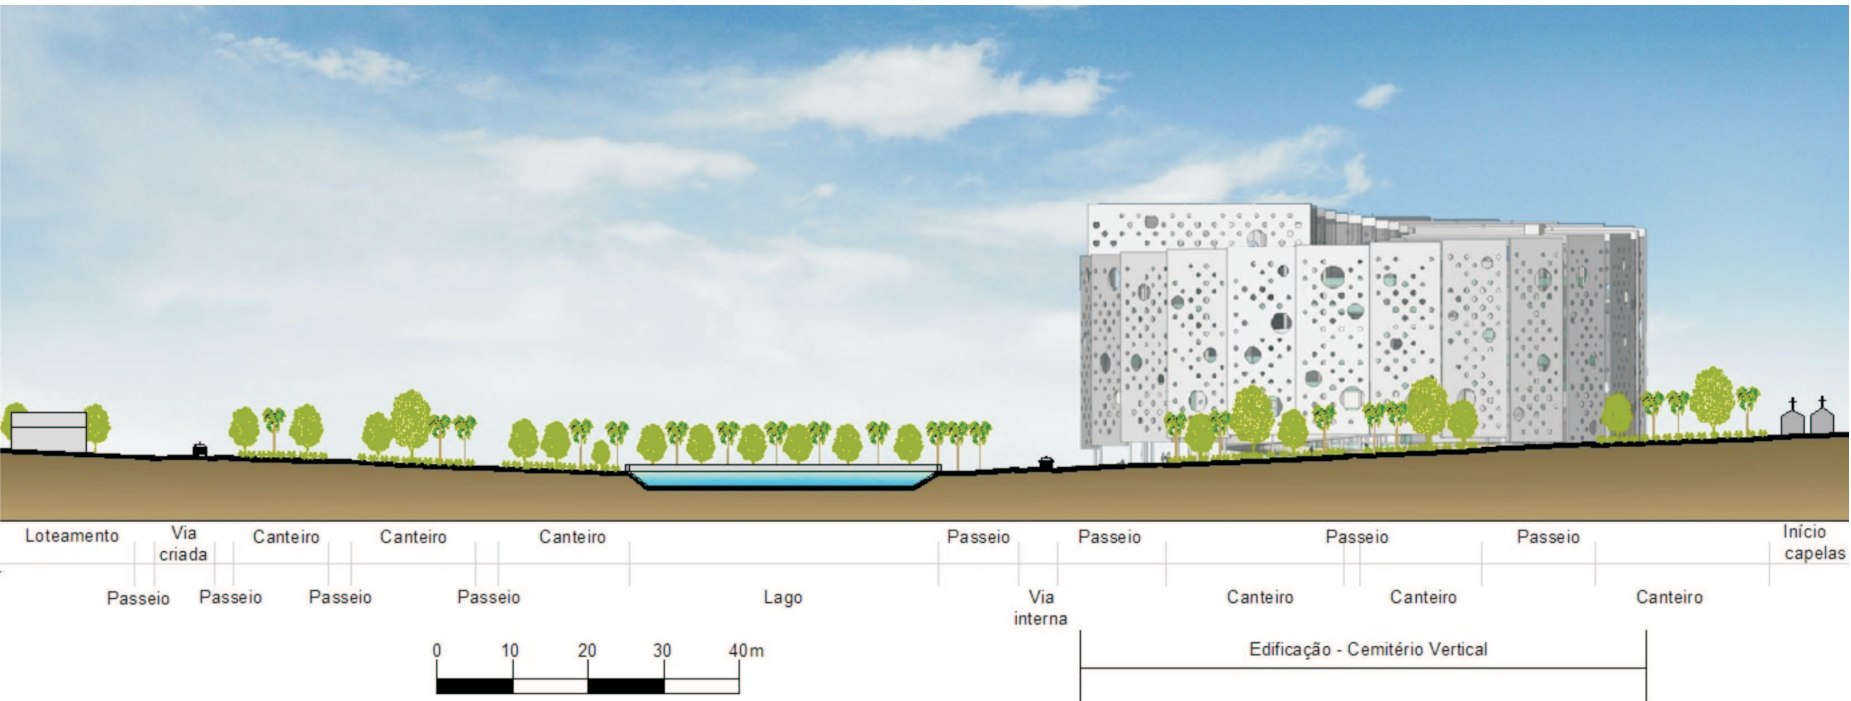 Loteamento
Via
criada
Canteiro
Canteiro
Canteiro
Passeio
Passeio
Passeio
Passeio
Início
capelas
Passeio
Passeio
Passeio
Passeio
Lago
Via
interna
Canteiro
Canteiro
Canteiro
0 10 20 30 40m
Edificação - Cemitério Vertical